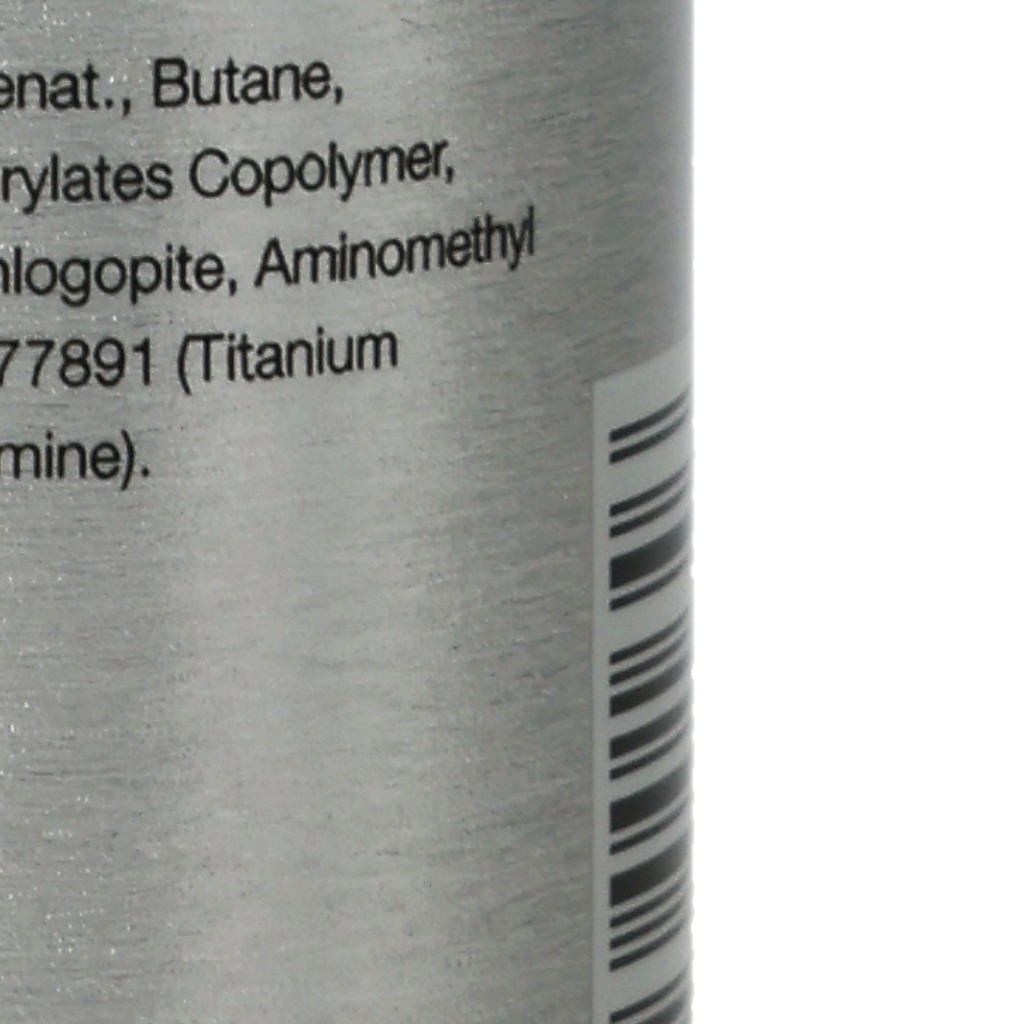 enat., Butane,
rylates Copolymer,
hlogopite, Aminomethyl
77891 (Titanium
mine).